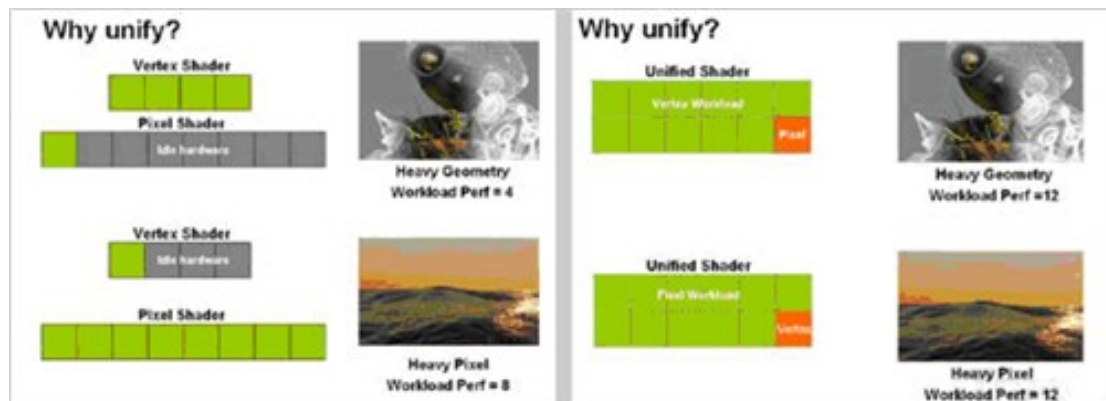 Why unify?
Vertex Shader
Pixel Shader
Idle hardware
Heavy Geometry
Workload Perf = 4
Vertex Shader
Idle hardware
Pixel Shader
Heavy Pixel
Workload Perf = 8
Why unify?
Unified Shader
Vertex Workload
Pixel
Heavy Geometry
Workload Perf =12
Unified Shader
Pixel Workload
Vertex
Heavy Pixel
Workload Perf = 12